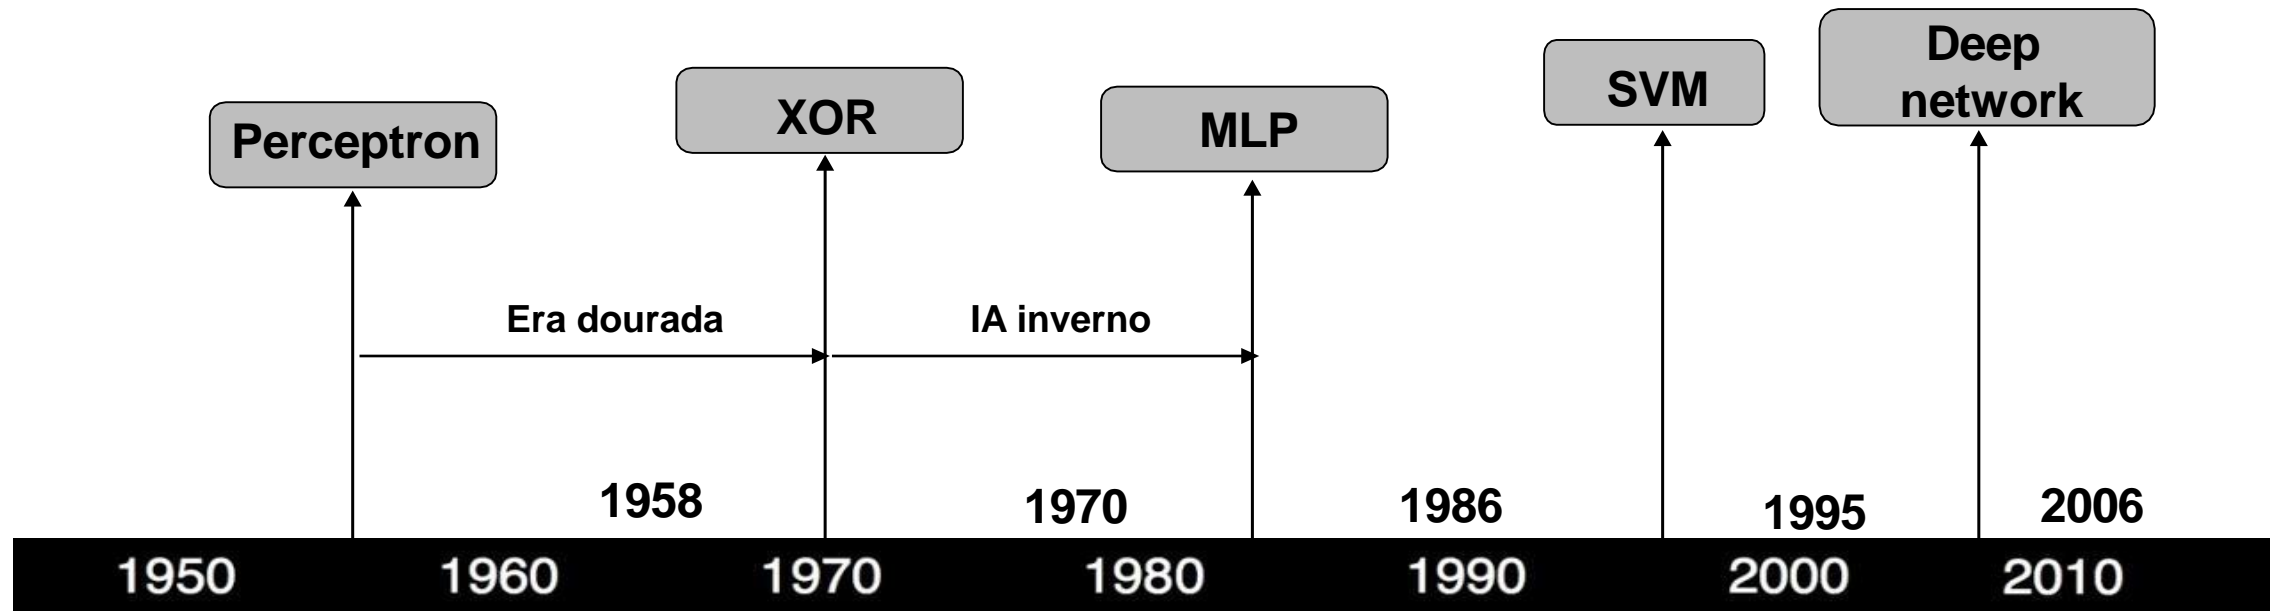 Deep
network
SVM
XOR
MLP
Perceptron
Era dourada
IA inverno
1958
1970
1986
1995
2006
1950
1960
1970
1980
1990
2000
2010